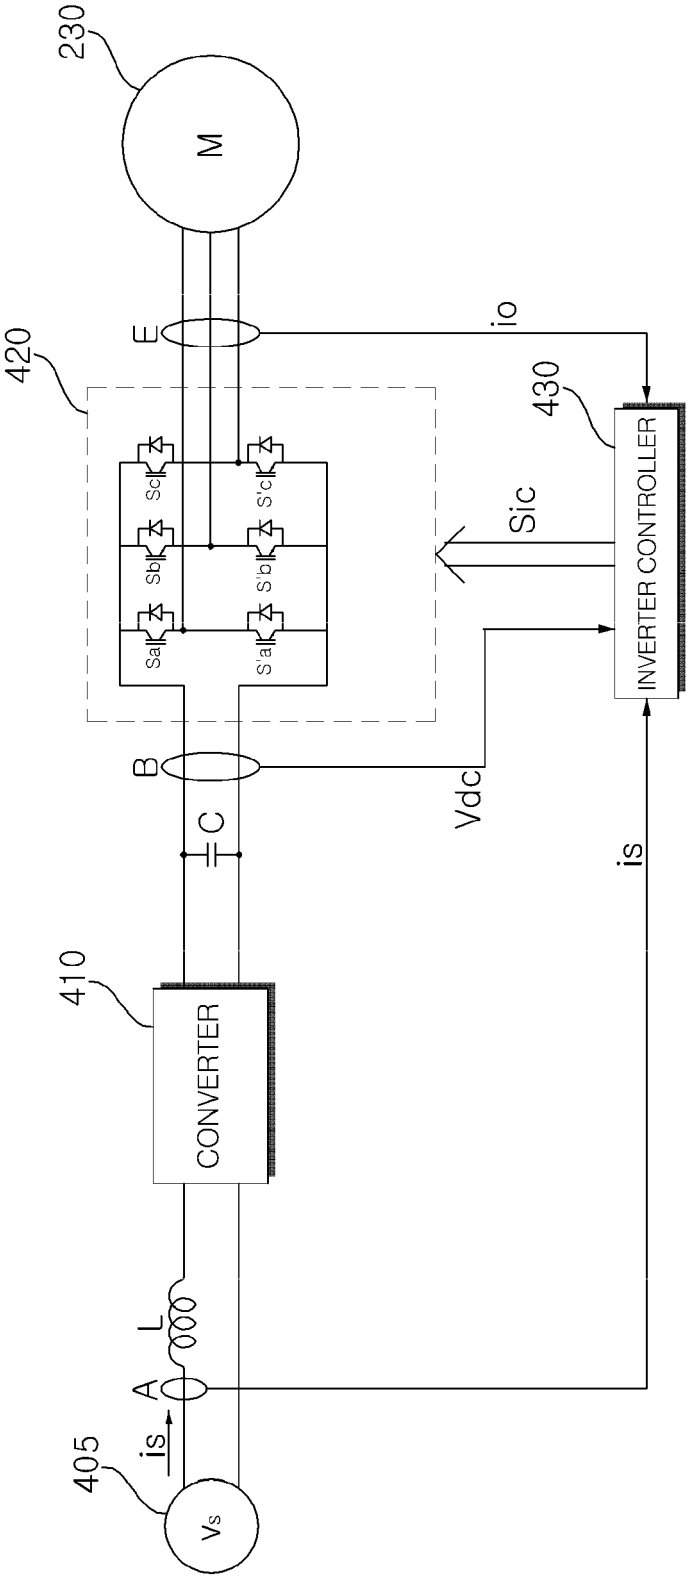 405
Vs
is
A
L
410
CONVERTER
C
B
Vdc
420
Sa
Sb
Sc
S'a
S'b
S'c
E
230
M
io
Sic
430
INVERTER CONTROLLER
is